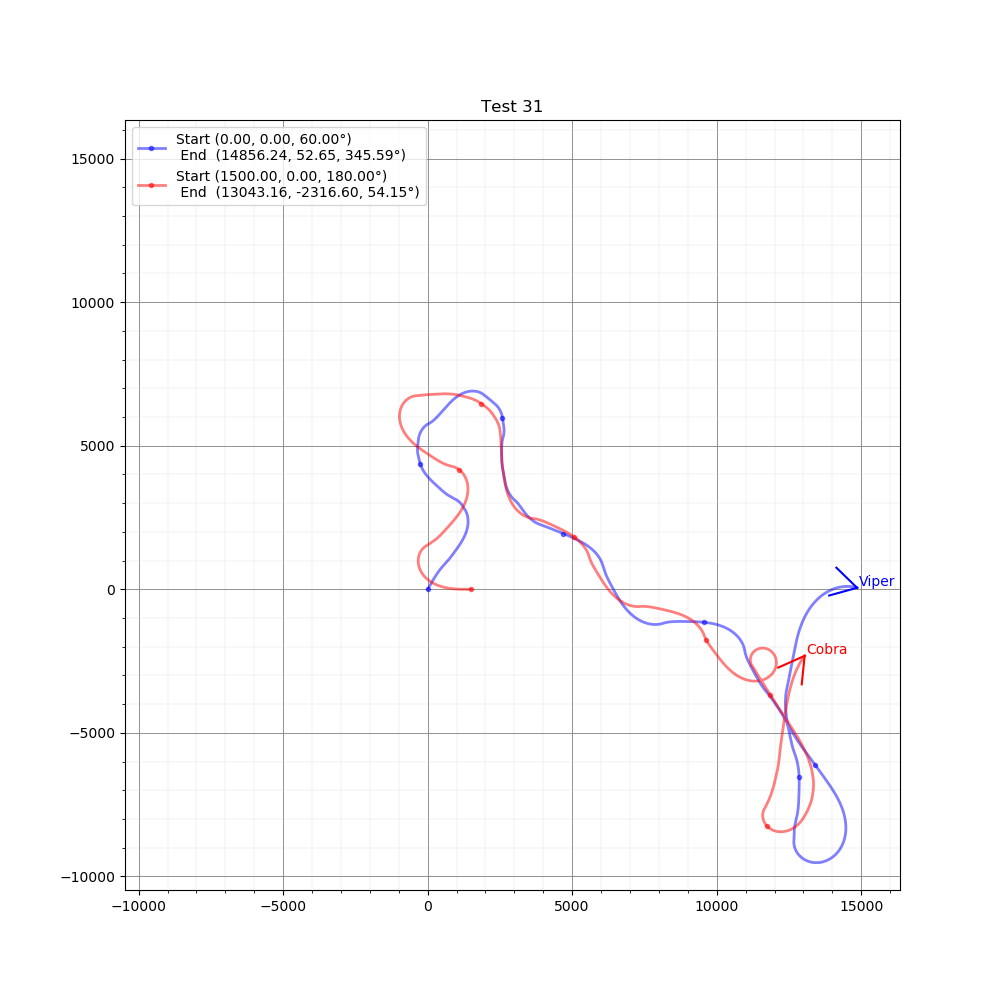 Test 31
Start (0.00, 0.00, 60.00°)
End  (14856.24, 52.65, 345.59°)
Start (1500.00, 0.00, 180.00°)
End  (13043.16, -2316.60, 54.15°)
15000
10000
5000
0
−5000
−10000
Viper
Cobra
−10000
−5000
0
5000
10000
15000